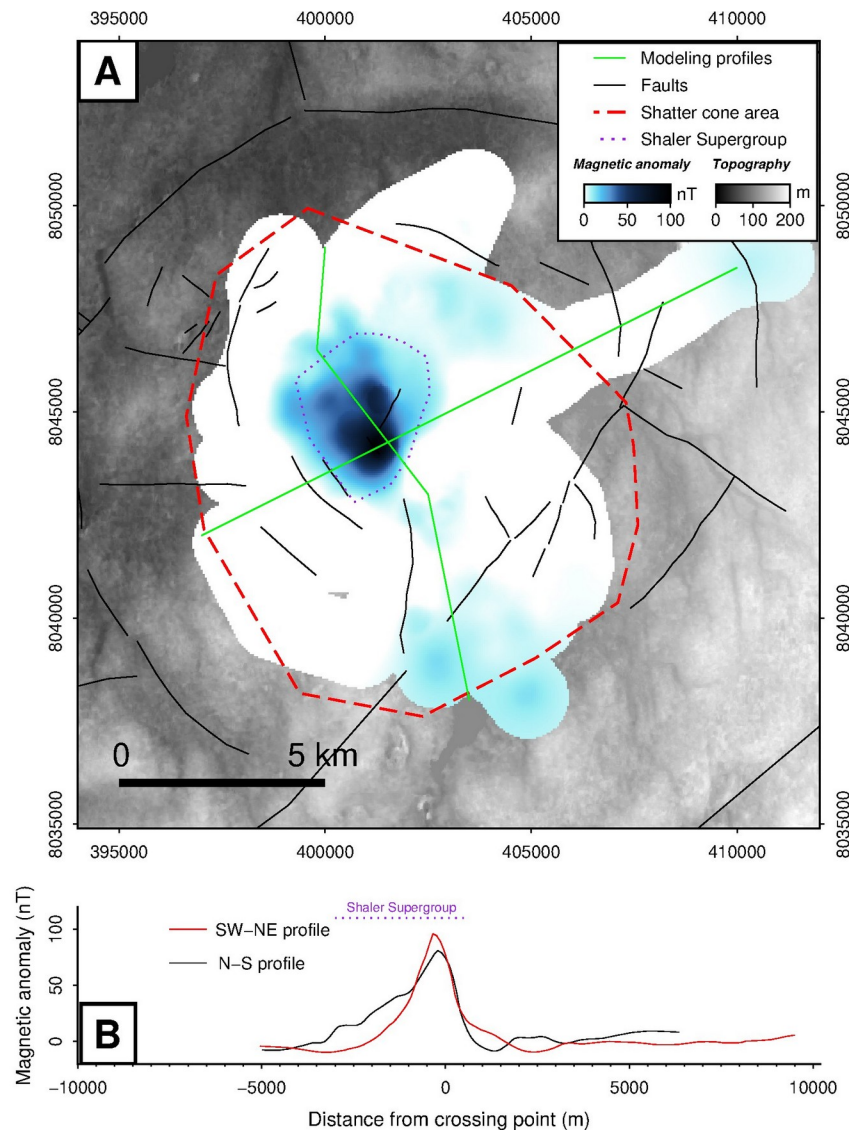 395000 400000 405000 410000
A
Modeling profiles
Faults
Shatter cone area
Shaler Supergroup
Magnetic anomaly Topography
nT m
0 50 100 0 100 200
8050000 8050000
8045000 8045000
8040000 8040000
8035000 8035000
0 5 km
395000 400000 405000 410000
Magnetic anomaly (nT)
100
50
0
Shaler Supergroup
SW−NE profile
N−S profile
B
−10000 −5000 0 5000 10000
Distance from crossing point (m)